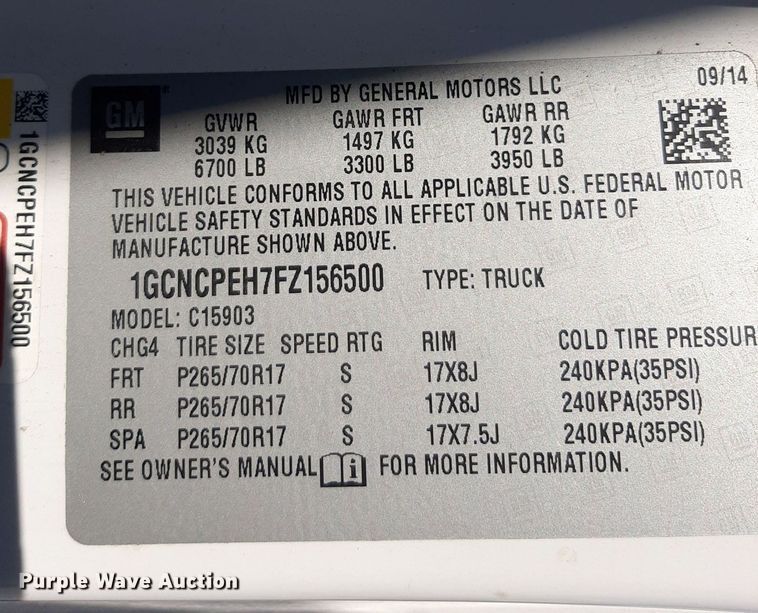 MFD BY GENERAL MOTORS LLC 09/14
GM
GVWR GAWR FRT GAWR RR
3039 KG 1497 KG 1792 KG
6700 LB 3300 LB 3950 LB
THIS VEHICLE CONFORMS TO ALL APPLICABLE U.S. FEDERAL MOTOR
VEHICLE SAFETY STANDARDS IN EFFECT ON THE DATE OF
MANUFACTURE SHOWN ABOVE.
1GCNCPEH7FZ156500 TYPE: TRUCK
MODEL: C15903
CHG4 TIRE SIZE SPEED RTG RIM COLD TIRE PRESSUR
FRT P265/70R17 S 17X8J 240KPA(35PSI)
RR P265/70R17 S 17X8J 240KPA(35PSI)
SPA P265/70R17 S 17X7.5J 240KPA(35PSI)
SEE OWNER'S MANUAL FOR MORE INFORMATION.
1GCNCPEH7FZ156500
Purple Wave Auction